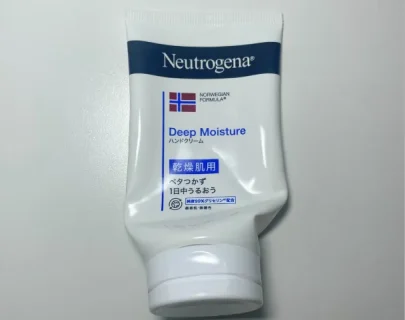 Neutrogena®
NORWEGIAN
FORMULA®
Deep Moisture
ハンドクリーム
乾燥肌用
ベタつかず
1日中うるおう